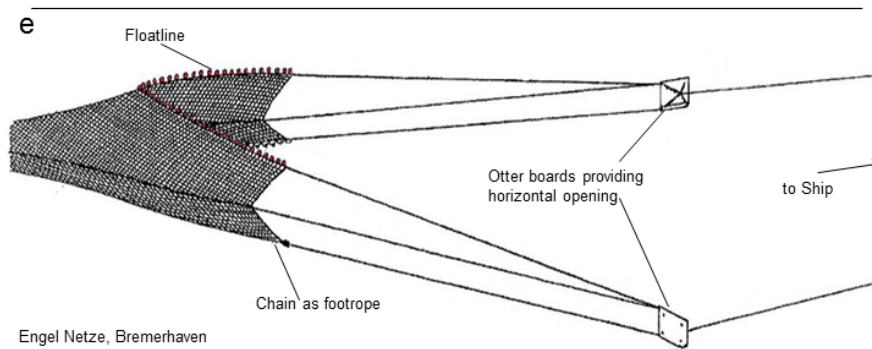 e
Floatline
Otter boards providing
horizontal opening
to Ship
Chain as footrope
Engel Netze, Bremerhaven